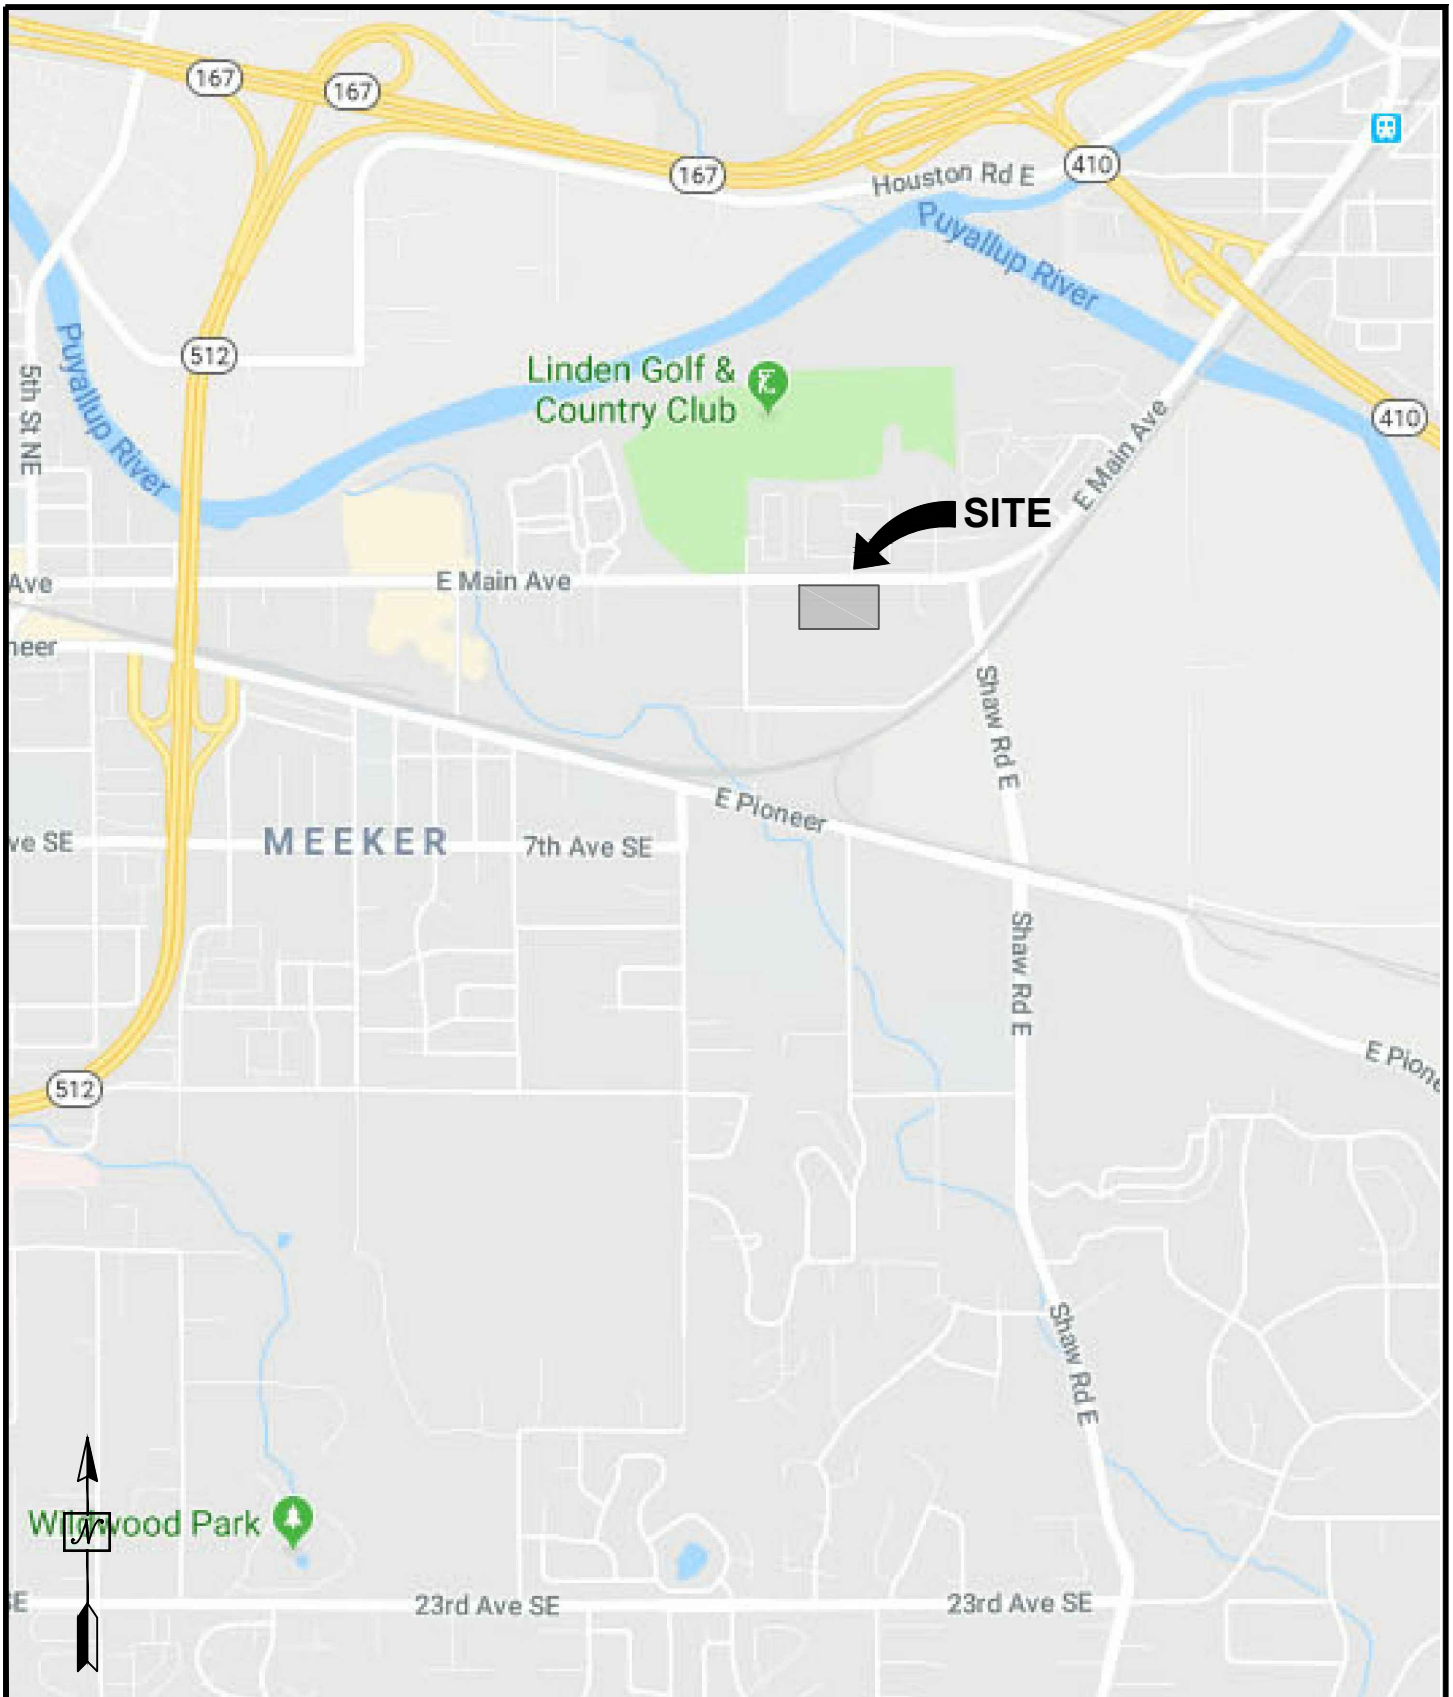 167
167
167
410
Houston Rd E
Puyallup River
512
Puyallup River
5th St NE
Linden Golf &
Country Club
410
E Main Ave
SITE
Ave
E Main Ave
neer
Shaw Rd E
E Pioneer
ve SE
MEEKER
7th Ave SE
Shaw Rd E
E Pione
512
Shaw Rd E
Wildwood Park
N
E
23rd Ave SE
23rd Ave SE